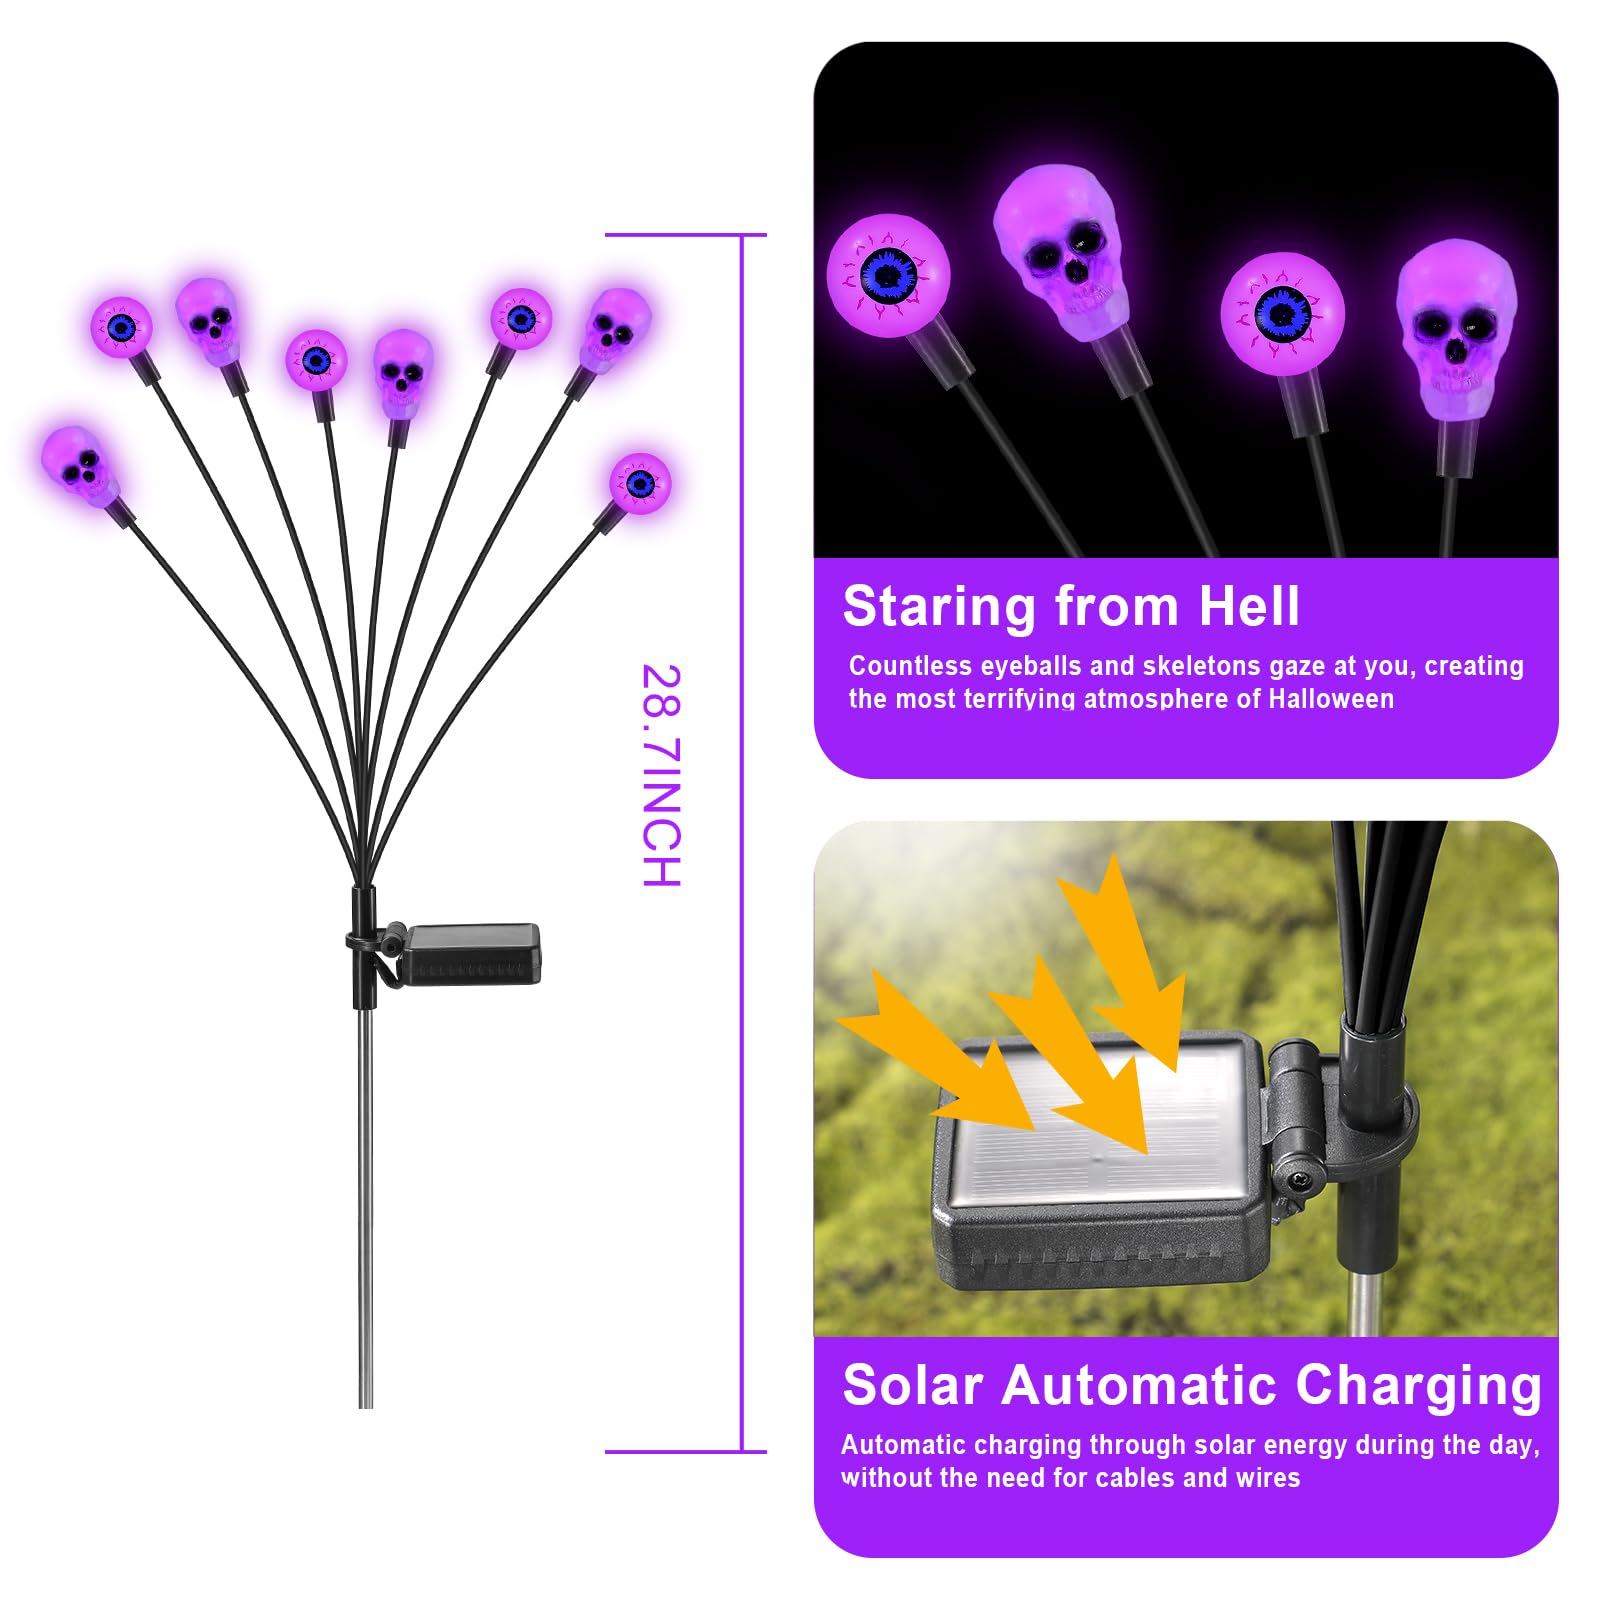 28.7INCH
Staring from Hell
Countless eyeballs and skeletons gaze at you, creating
the most terrifying atmosphere of Halloween
Solar Automatic Charging
Automatic charging through solar energy during the day,
without the need for cables and wires